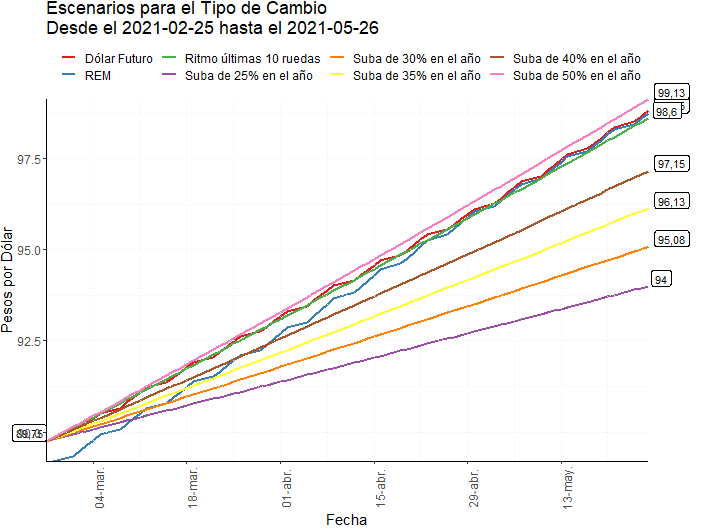 Escenarios para el Tipo de Cambio
Desde el 2021-02-25 hasta el 2021-05-26
Dólar Futuro Ritmo últimas 10 ruedas Suba de 30% en el año Suba de 40% en el año
REM Suba de 25% en el año Suba de 35% en el año Suba de 50% en el año
99,13
98,6
97.5
97,15
96,13
95.0
95,08
94
92.5
Pesos por Dólar
04-mar.
18-mar.
01-abr.
15-abr.
29-abr.
13-may.
Fecha